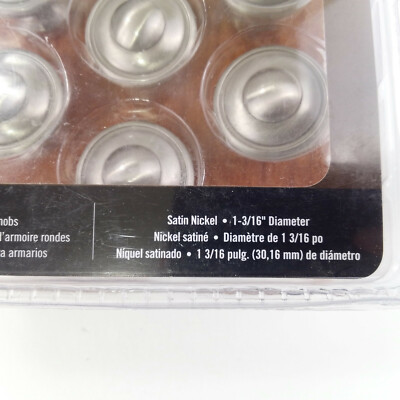 nobs
d'armoire rondes
a armarios
Satin Nickel • 1-3/16" Diameter
Nickel satiné • Diamètre de 1 3/16 po
Níquel satinado • 1 3/16 pulg. (30,16 mm) de diámetro